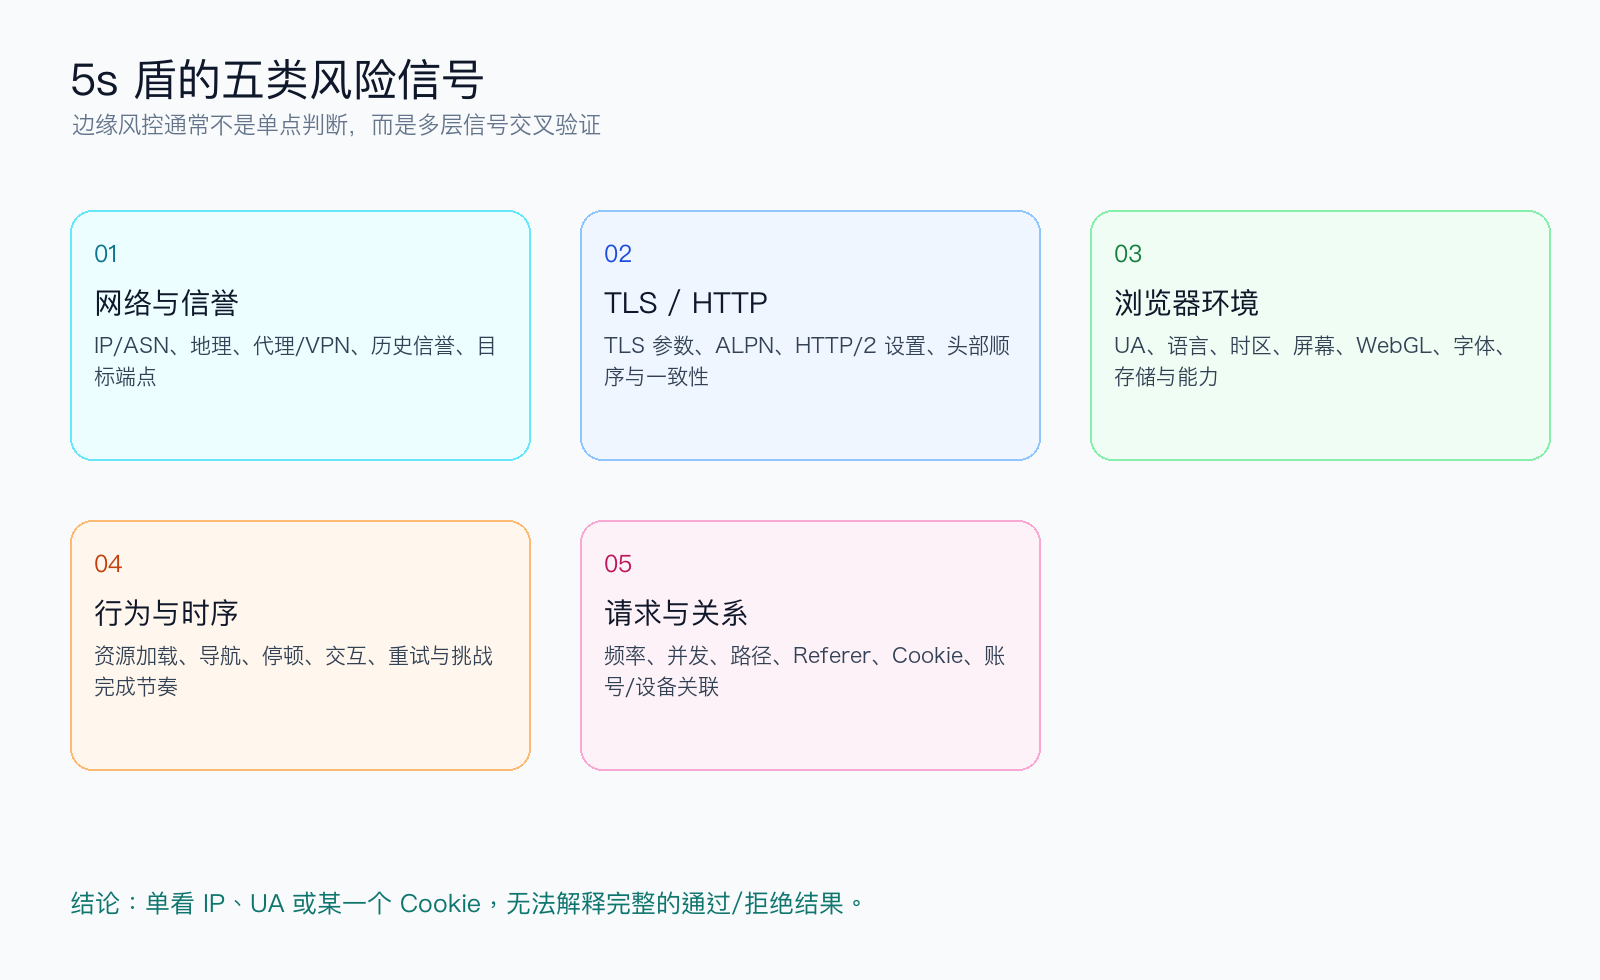 5s 盾的五类风险信号
边缘风控通常不是单点判断，而是多层信号交叉验证
01
网络与信誉
IP/ASN、地理、代理/VPN、历史信誉、目
标端点
02
TLS / HTTP
TLS 参数、ALPN、HTTP/2 设置、头部顺
序与一致性
03
浏览器环境
UA、语言、时区、屏幕、WebGL、字体、
存储与能力
04
行为与时序
资源加载、导航、停顿、交互、重试与挑战
完成节奏
05
请求与关系
频率、并发、路径、Referer、Cookie、账
号/设备关联
结论：单看 IP、UA 或某一个 Cookie，无法解释完整的通过/拒绝结果。